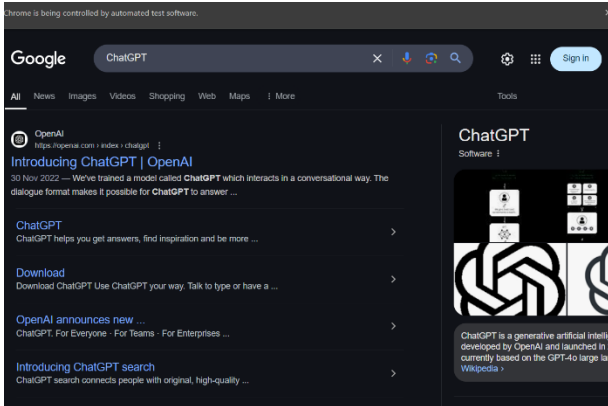 Chrome is being controlled by automated test software.
Google
ChatGPT
Sign in
All News Images Videos Shopping Web Maps More
Tools
OpenAI
https://openai.com › index › chatgpt
Introducing ChatGPT | OpenAI
30 Nov 2022 — We've trained a model called ChatGPT which interacts in a conversational way. The
dialogue format makes it possible for ChatGPT to answer ...
ChatGPT
ChatGPT helps you get answers, find inspiration and be more ...
Download
Download ChatGPT Use ChatGPT your way. Talk to type or have a ...
OpenAI announces new ...
ChatGPT. For Everyone · For Teams · For Enterprises ...
Introducing ChatGPT search
ChatGPT search connects people with original, high-quality ...
ChatGPT
Software
ChatGPT is a generative artificial intelli
developed by OpenAI and launched in
currently based on the GPT-4o large la
Wikipedia ›